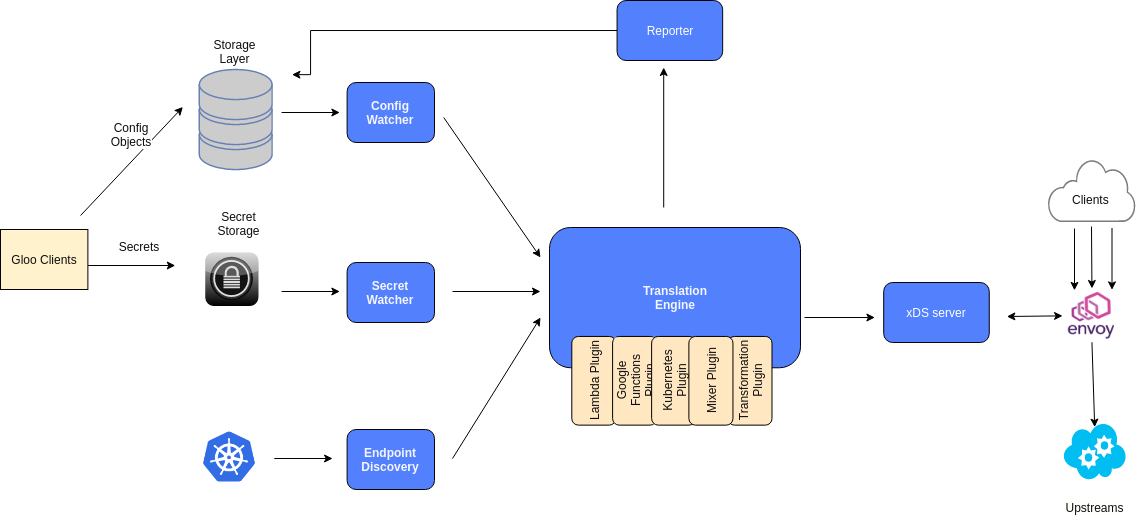 Reporter
Storage
Layer
Config
Watcher
Config
Objects
Clients
Secret
Storage
Secrets
Gloo Clients
Secret
Watcher
Translation
Engine
xDS server
envoy
Lambda Plugin
Google
Functions
Plugin
Kubernetes
Plugin
Mixer Plugin
Transformation
Plugin
Endpoint
Discovery
Upstreams